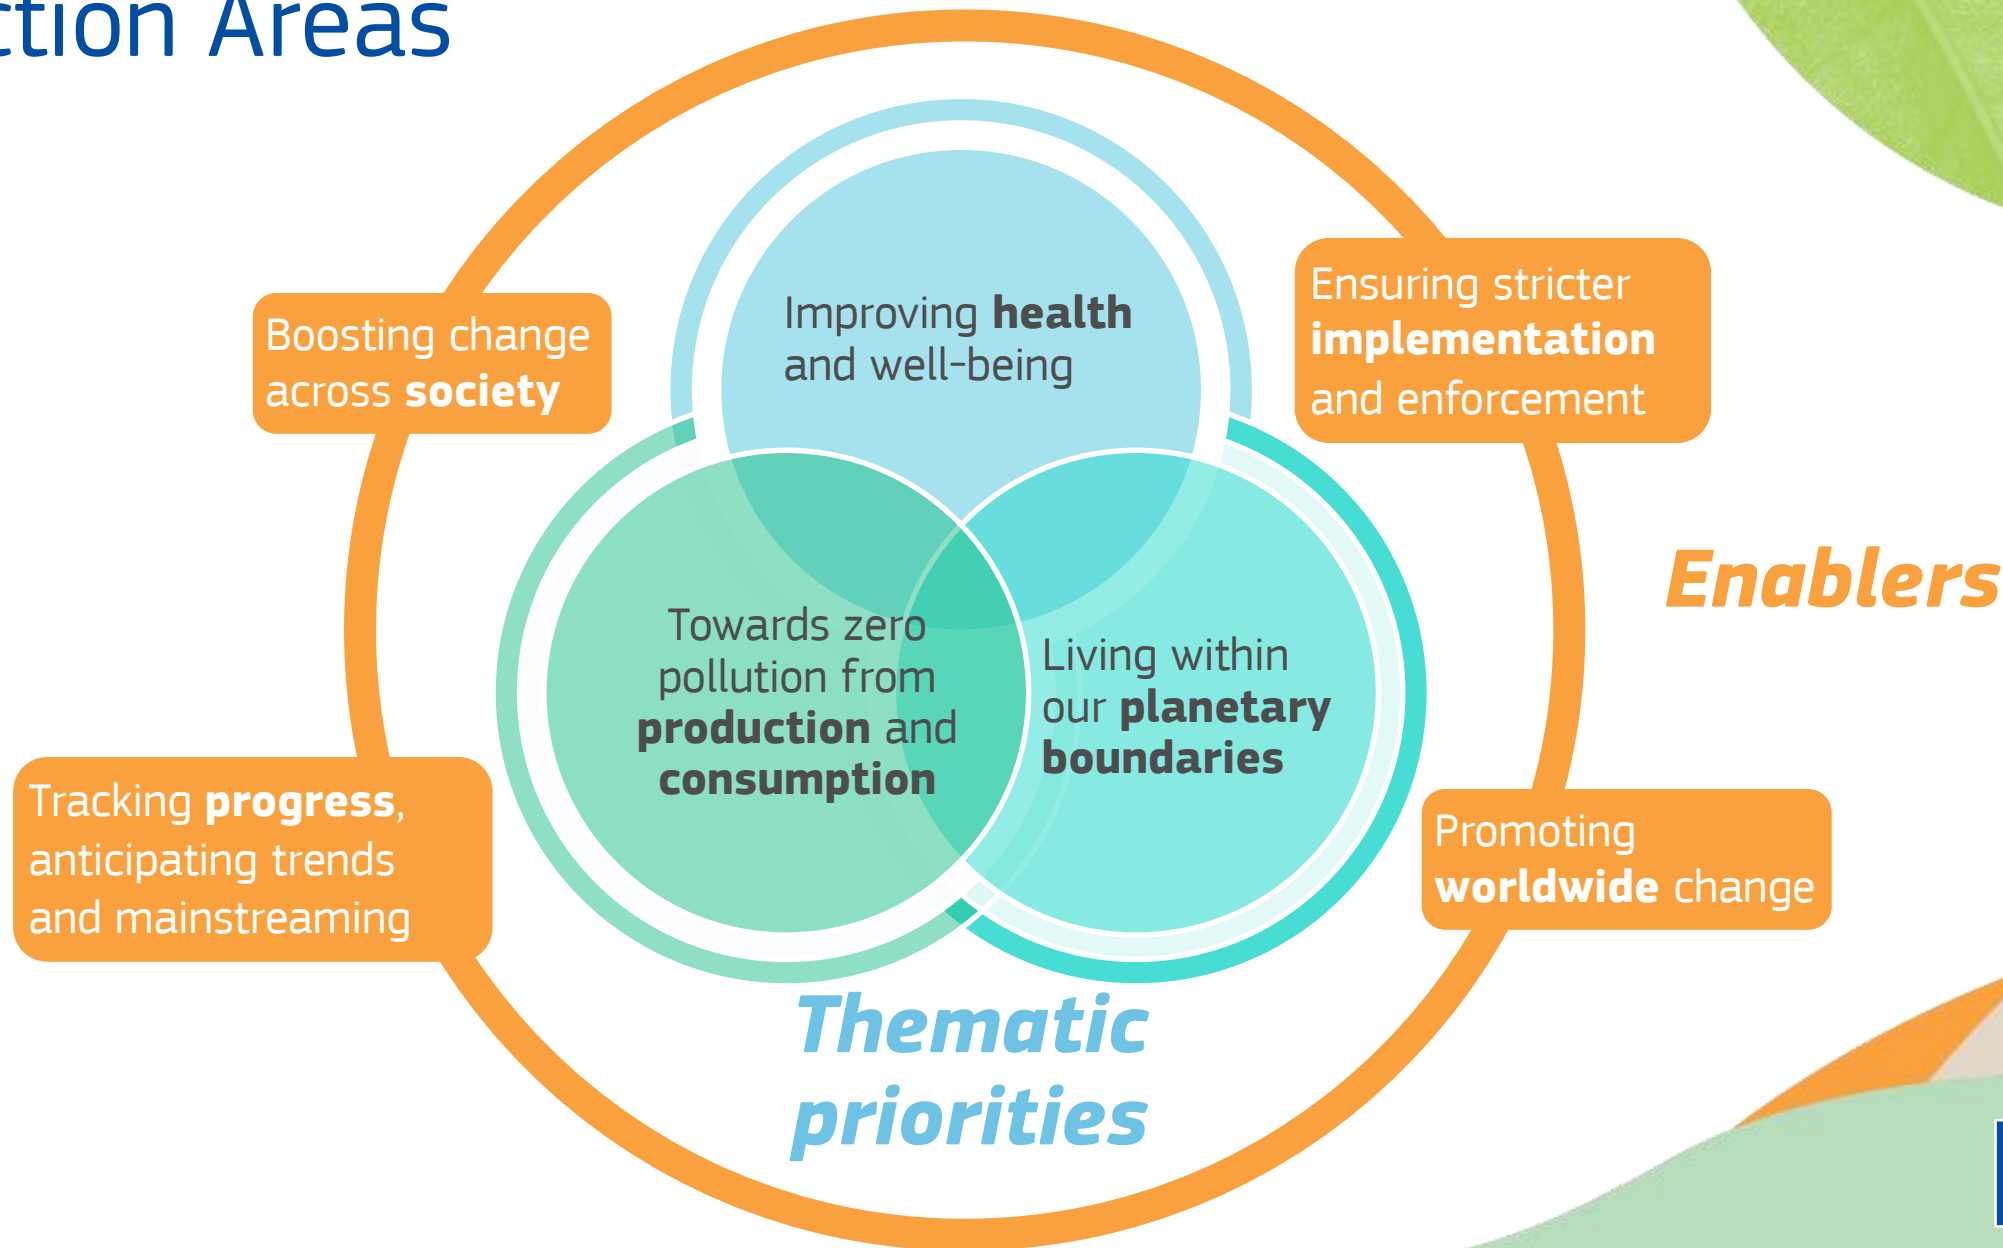 ction Areas
Improving health
and well-being
Boosting change
across society
Ensuring stricter
implementation
and enforcement
Enablers
Towards zero
pollution from
production and
consumption
Living within
our planetary
boundaries
Tracking progress,
anticipating trends
and mainstreaming
Promoting
worldwide change
Thematic
priorities